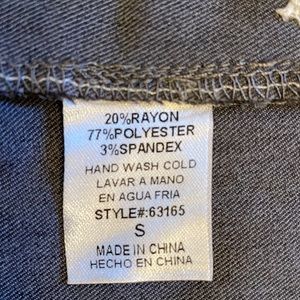 20%RAYON
77%POLYESTER
3%SPANDEX
HAND WASH COLD
LAVAR A MANO
EN AGUA FRIA
STYLE#:63165
S
MADE IN CHINA
HECHO EN CHINA